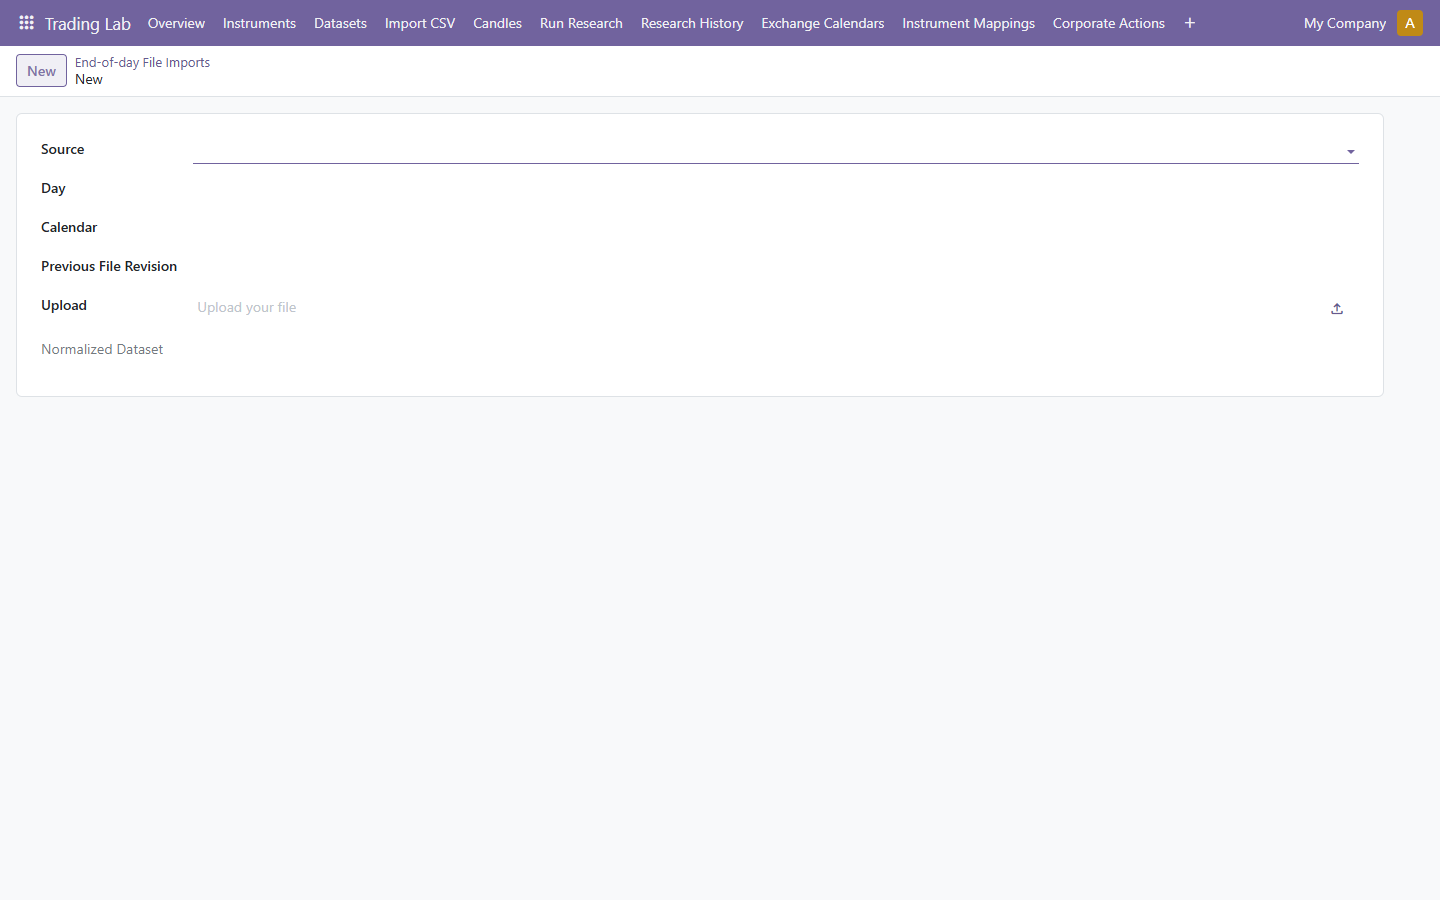 Trading Lab Overview Instruments Datasets Import CSV Candles Run Research Research History Exchange Calendars Instrument Mappings Corporate Actions + My Company A
New
End-of-day File Imports
New
Source
Day
Calendar
Previous File Revision
Upload Upload your file
Normalized Dataset